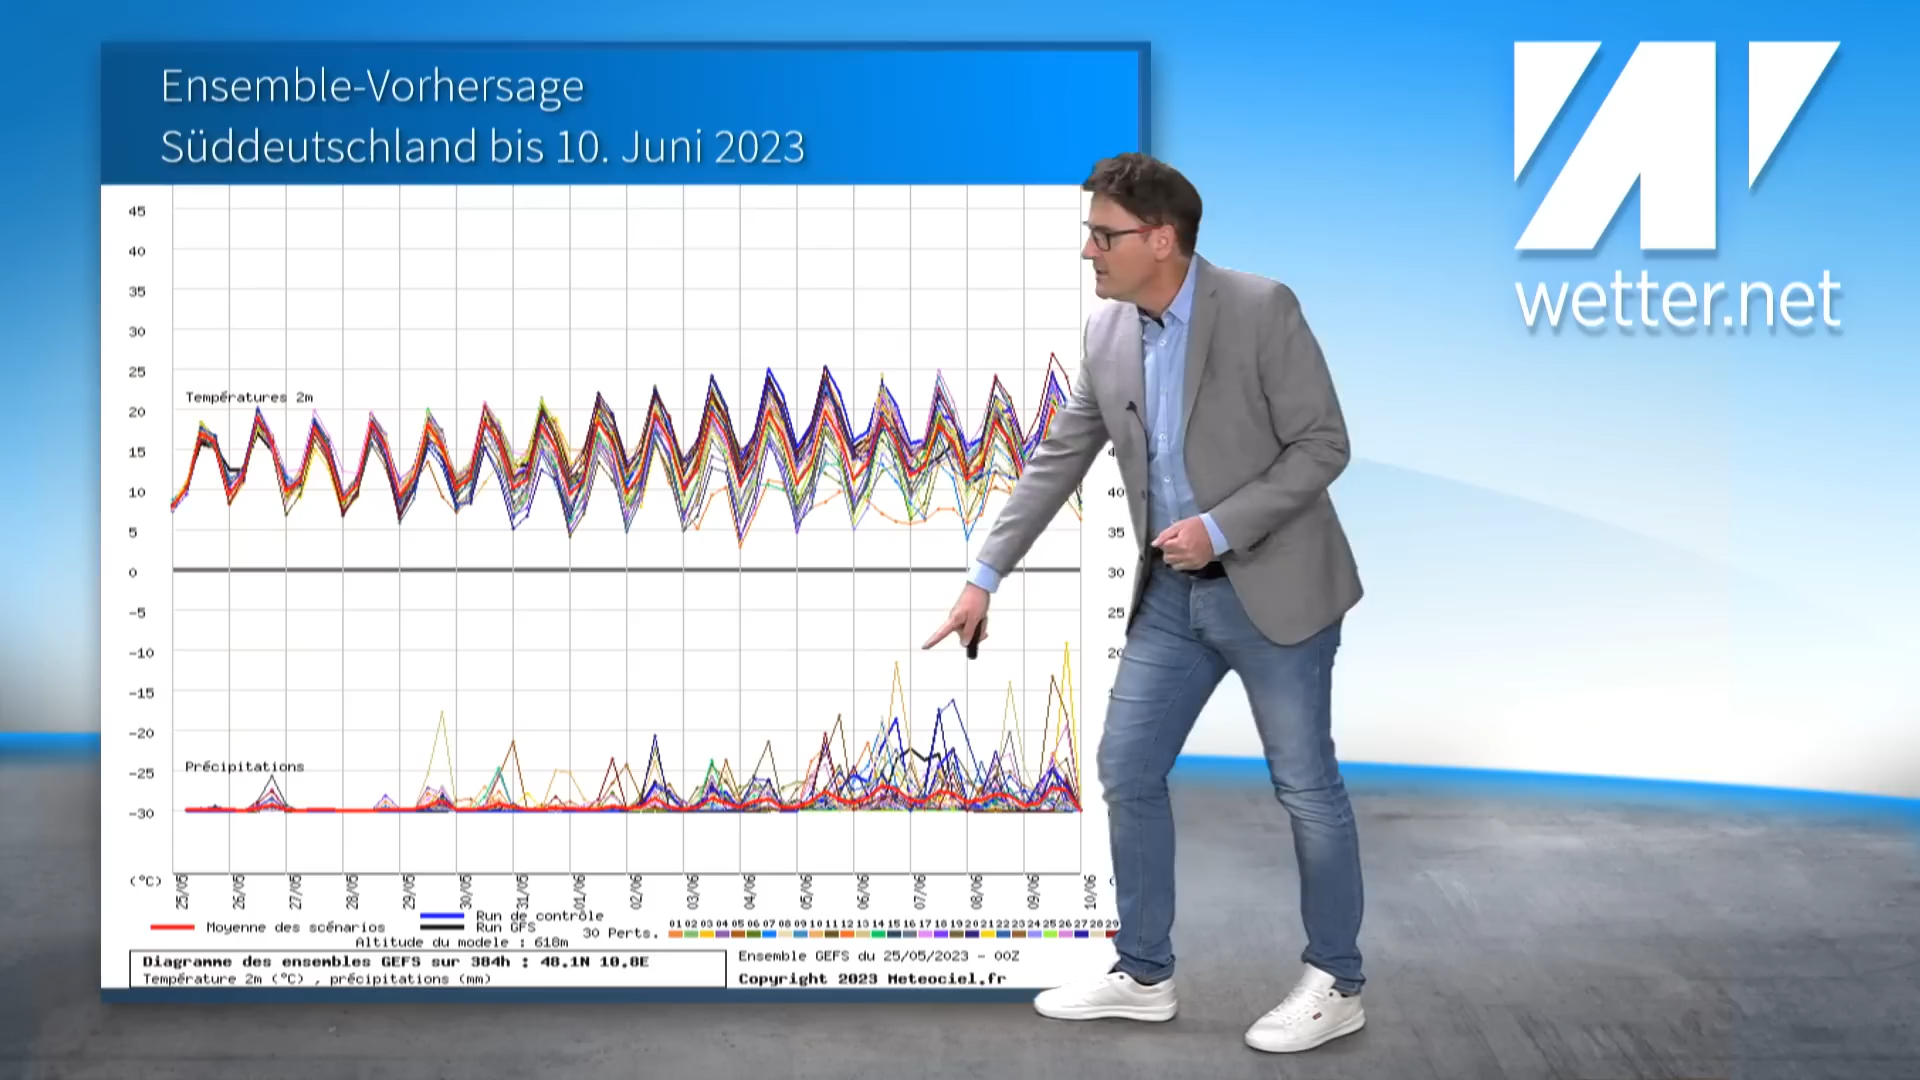 Ensemble-Vorhersage
Süddeutschland bis 10. Juni 2023
wetter.net
45
40
35
30
25
20
15
10
5
0
-5
-10
-15
-20
-25
-30
(°C)
Températures 2m
Précipitations
40
35
30
25
25/05
26/05
27/05
28/05
29/05
30/05
31/05
01/06
02/06
03/06
04/06
05/06
06/06
07/06
08/06
09/06
10/06
Moyenne des scénarios
Run de contrôle
Run GFS
30 Perts.
01 02 03 04 05 06 07 08 09 10 11 12 13 14 15 16 17 18 19 20 21 22 23 24 25 26 27 28 29
Altitude du modele : 618m
Diagramme des ensembles GEFS sur 384h : 48.1N 10.8E
Température 2m (°C) , précipitations (mm)
Ensemble GEFS du 25/05/2023 - 00Z
Copyright 2023 Meteociel.fr